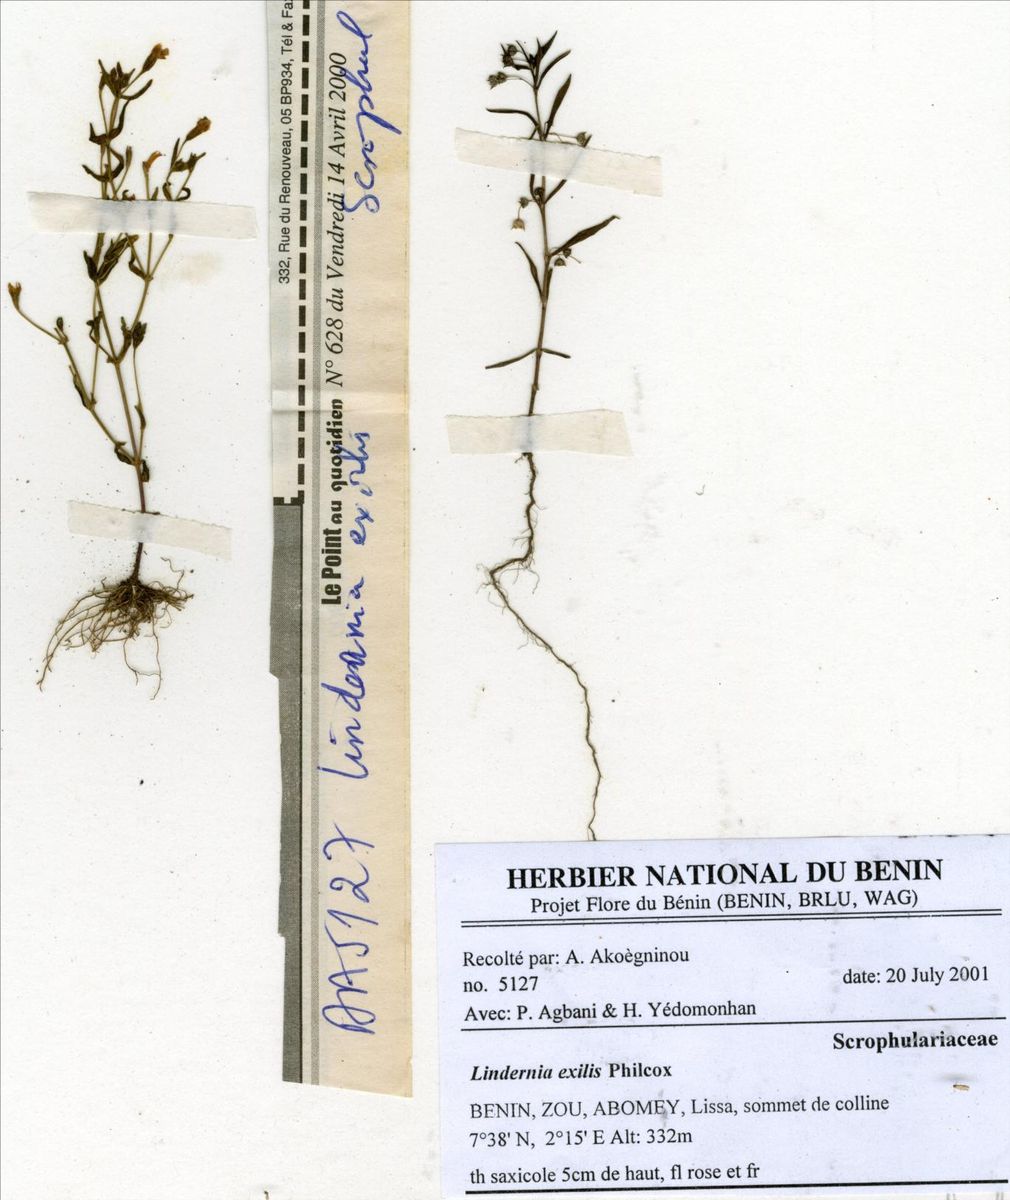 332, Rue du Renouveau, 05 BP934, Tél & Fa
Le Point au quotidien N° 628 du Vendredi 14 Avril 2000
AA5127 Lindernia exilis Scrophul
HERBIER NATIONAL DU BENIN
Projet Flore du Bénin (BENIN, BRLU, WAG)
Recolté par: A. Akoègninou
no. 5127 date: 20 July 2001
Avec: P. Agbani & H. Yédomonhan
Scrophulariaceae
Lindernia exilis Philcox
BENIN, ZOU, ABOMEY, Lissa, sommet de colline
7°38' N, 2°15' E Alt: 332m
th saxicole 5cm de haut, fl rose et fr